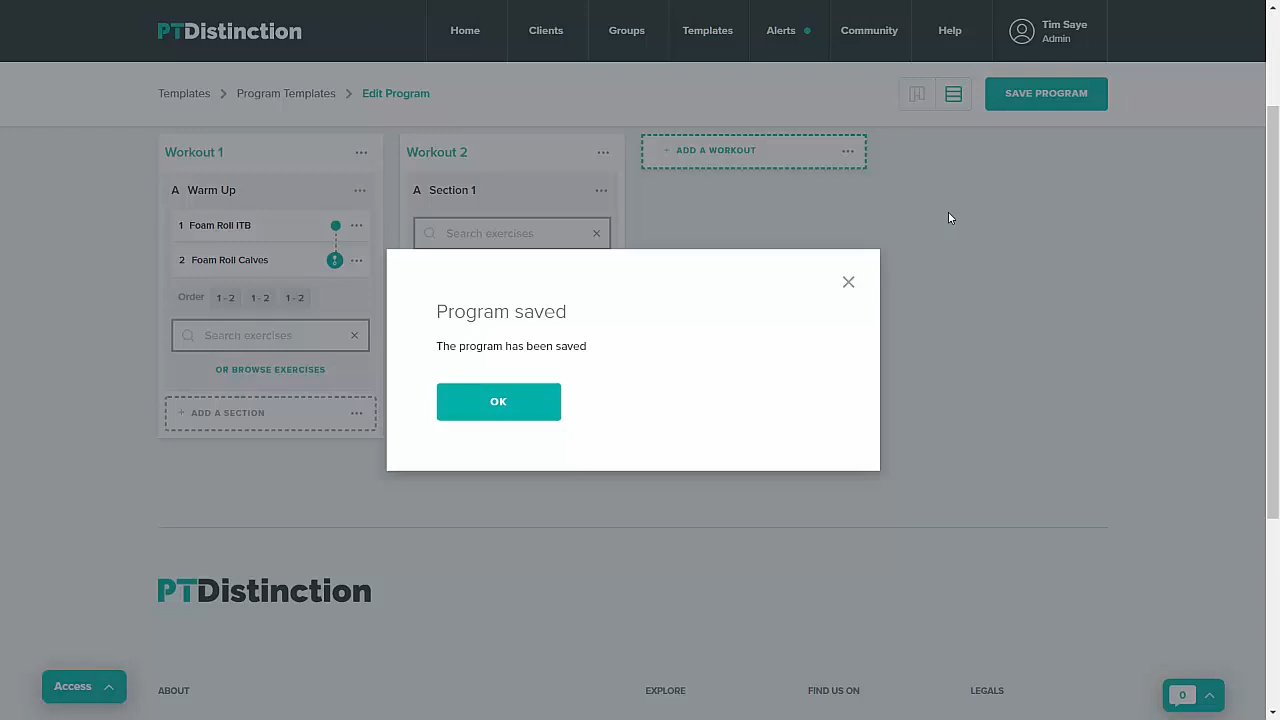 PTDistinction
Home
Clients
Groups
Templates
Alerts
Community
Help
Tim Saye
Admin
Templates
Program Templates
Edit Program
SAVE PROGRAM
Workout 1
Workout 2
+ ADD A WORKOUT
A Warm Up
A Section 1
1 Foam Roll ITB
Search exercises
2 Foam Roll Calves
Order 1 - 2 1 - 2 1 - 2
Search exercises
OR BROWSE EXERCISES
+ ADD A SECTION
Program saved
The program has been saved
OK
PTDistinction
Access
ABOUT
EXPLORE
FIND US ON
LEGALS
0